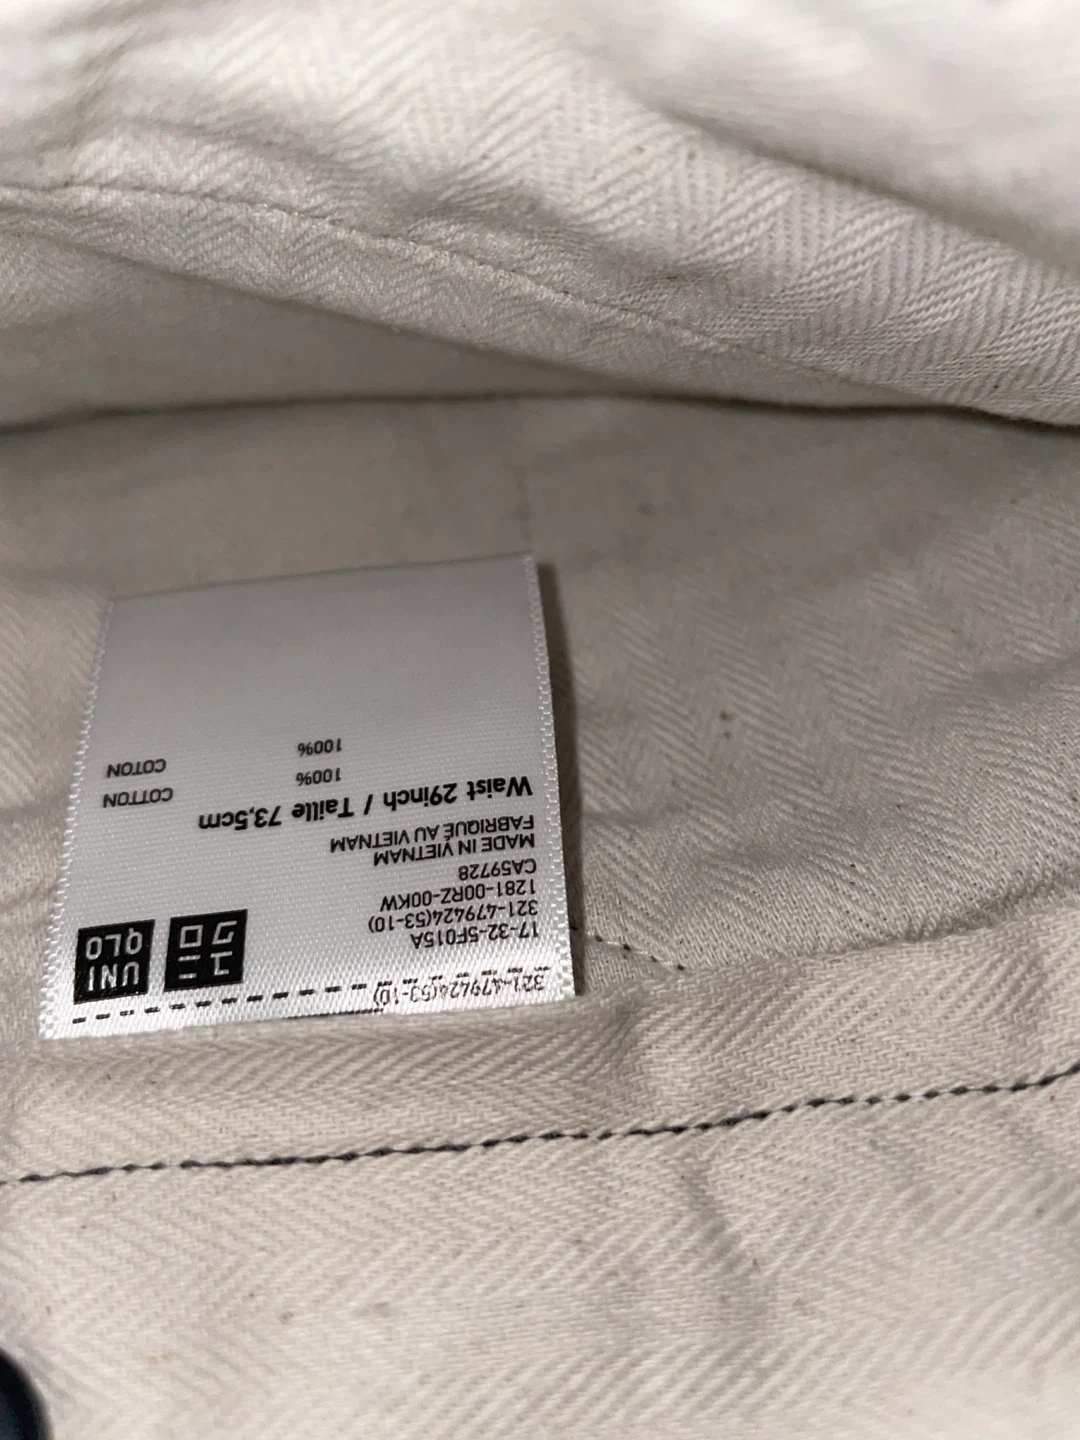 321-479424(53-10)
ユニ
クロ
UNI
QLO
17-32-5F015A
321-479424(53-10)
1281-00RZ-00KW
CA59728
MADE IN VIETNAM
FABRIQUÉ AU VIETNAM
Waist 29inch / Taille 73,5cm
100% COTTON
100% COTON